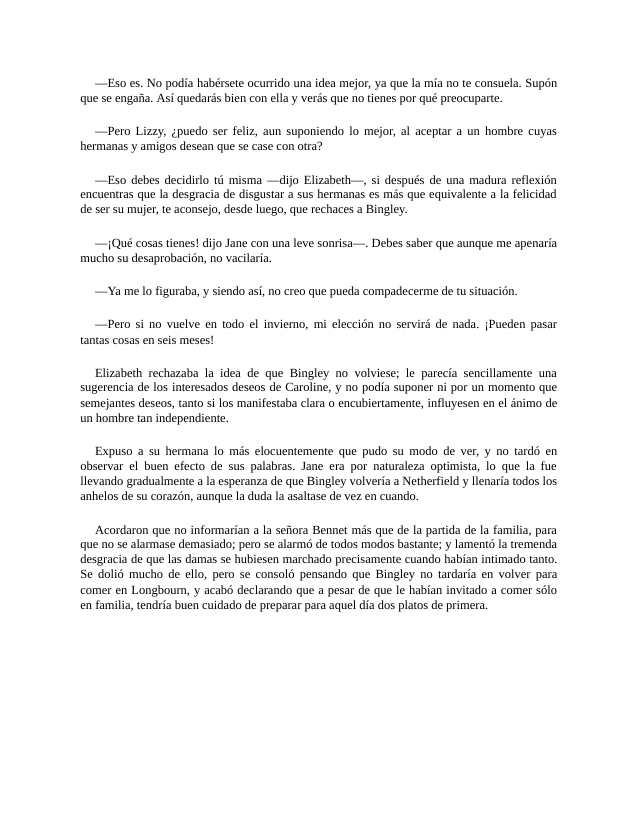 —Eso es. No podía habérsete ocurrido una idea mejor, ya que la mía no te consuela. Supón
que se engaña. Así quedarás bien con ella y verás que no tienes por qué preocuparte.
—Pero Lizzy, ¿puedo ser feliz, aun suponiendo lo mejor, al aceptar a un hombre cuyas
hermanas y amigos desean que se case con otra?
—Eso debes decidirlo tú misma —dijo Elizabeth—, si después de una madura reflexión
encuentras que la desgracia de disgustar a sus hermanas es más que equivalente a la felicidad
de ser su mujer, te aconsejo, desde luego, que rechaces a Bingley.
—¡Qué cosas tienes! dijo Jane con una leve sonrisa—. Debes saber que aunque me apenaría
mucho su desaprobación, no vacilaría.
—Ya me lo figuraba, y siendo así, no creo que pueda compadecerme de tu situación.
—Pero si no vuelve en todo el invierno, mi elección no servirá de nada. ¡Pueden pasar
tantas cosas en seis meses!
Elizabeth rechazaba la idea de que Bingley no volviese; le parecía sencillamente una
sugerencia de los interesados deseos de Caroline, y no podía suponer ni por un momento que
semejantes deseos, tanto si los manifestaba clara o encubiertamente, influyesen en el ánimo de
un hombre tan independiente.
Expuso a su hermana lo más elocuentemente que pudo su modo de ver, y no tardó en
observar el buen efecto de sus palabras. Jane era por naturaleza optimista, lo que la fue
llevando gradualmente a la esperanza de que Bingley volvería a Netherfield y llenaría todos los
anhelos de su corazón, aunque la duda la asaltase de vez en cuando.
Acordaron que no informarían a la señora Bennet más que de la partida de la familia, para
que no se alarmase demasiado; pero se alarmó de todos modos bastante; y lamentó la tremenda
desgracia de que las damas se hubiesen marchado precisamente cuando habían intimado tanto.
Se dolió mucho de ello, pero se consoló pensando que Bingley no tardaría en volver para
comer en Longbourn, y acabó declarando que a pesar de que le habían invitado a comer sólo
en familia, tendría buen cuidado de preparar para aquel día dos platos de primera.